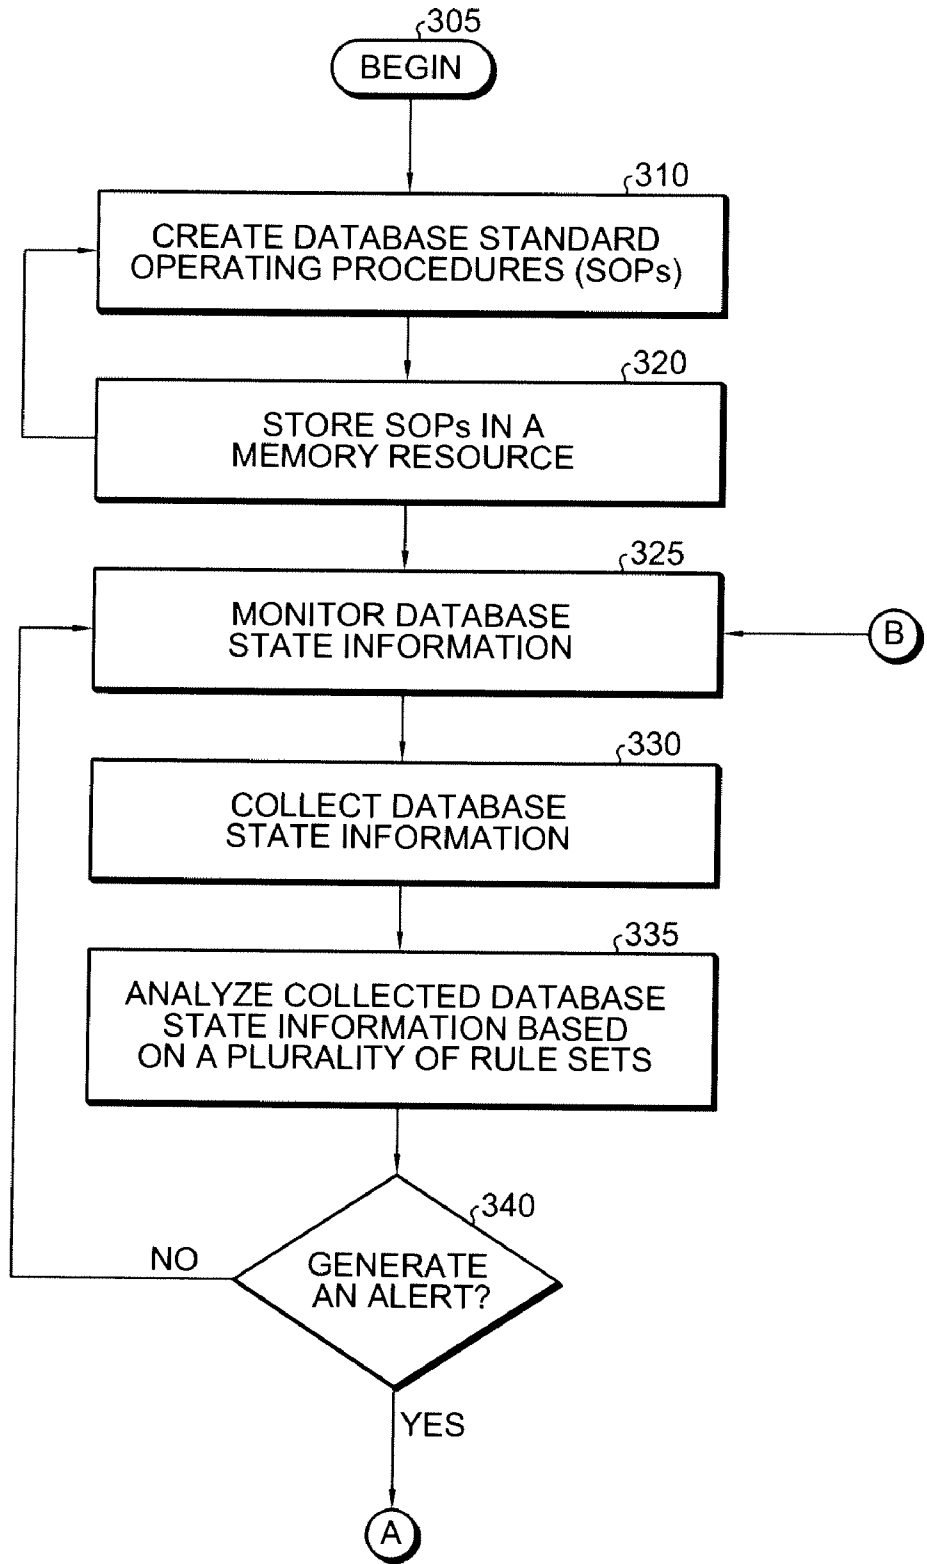 305
BEGIN
310
CREATE DATABASE STANDARD
OPERATING PROCEDURES (SOPs)
320
STORE SOPs IN A
MEMORY RESOURCE
325
MONITOR DATABASE
STATE INFORMATION
B
330
COLLECT DATABASE
STATE INFORMATION
335
ANALYZE COLLECTED DATABASE
STATE INFORMATION BASED
ON A PLURALITY OF RULE SETS
340
NO
GENERATE
AN ALERT?
YES
A